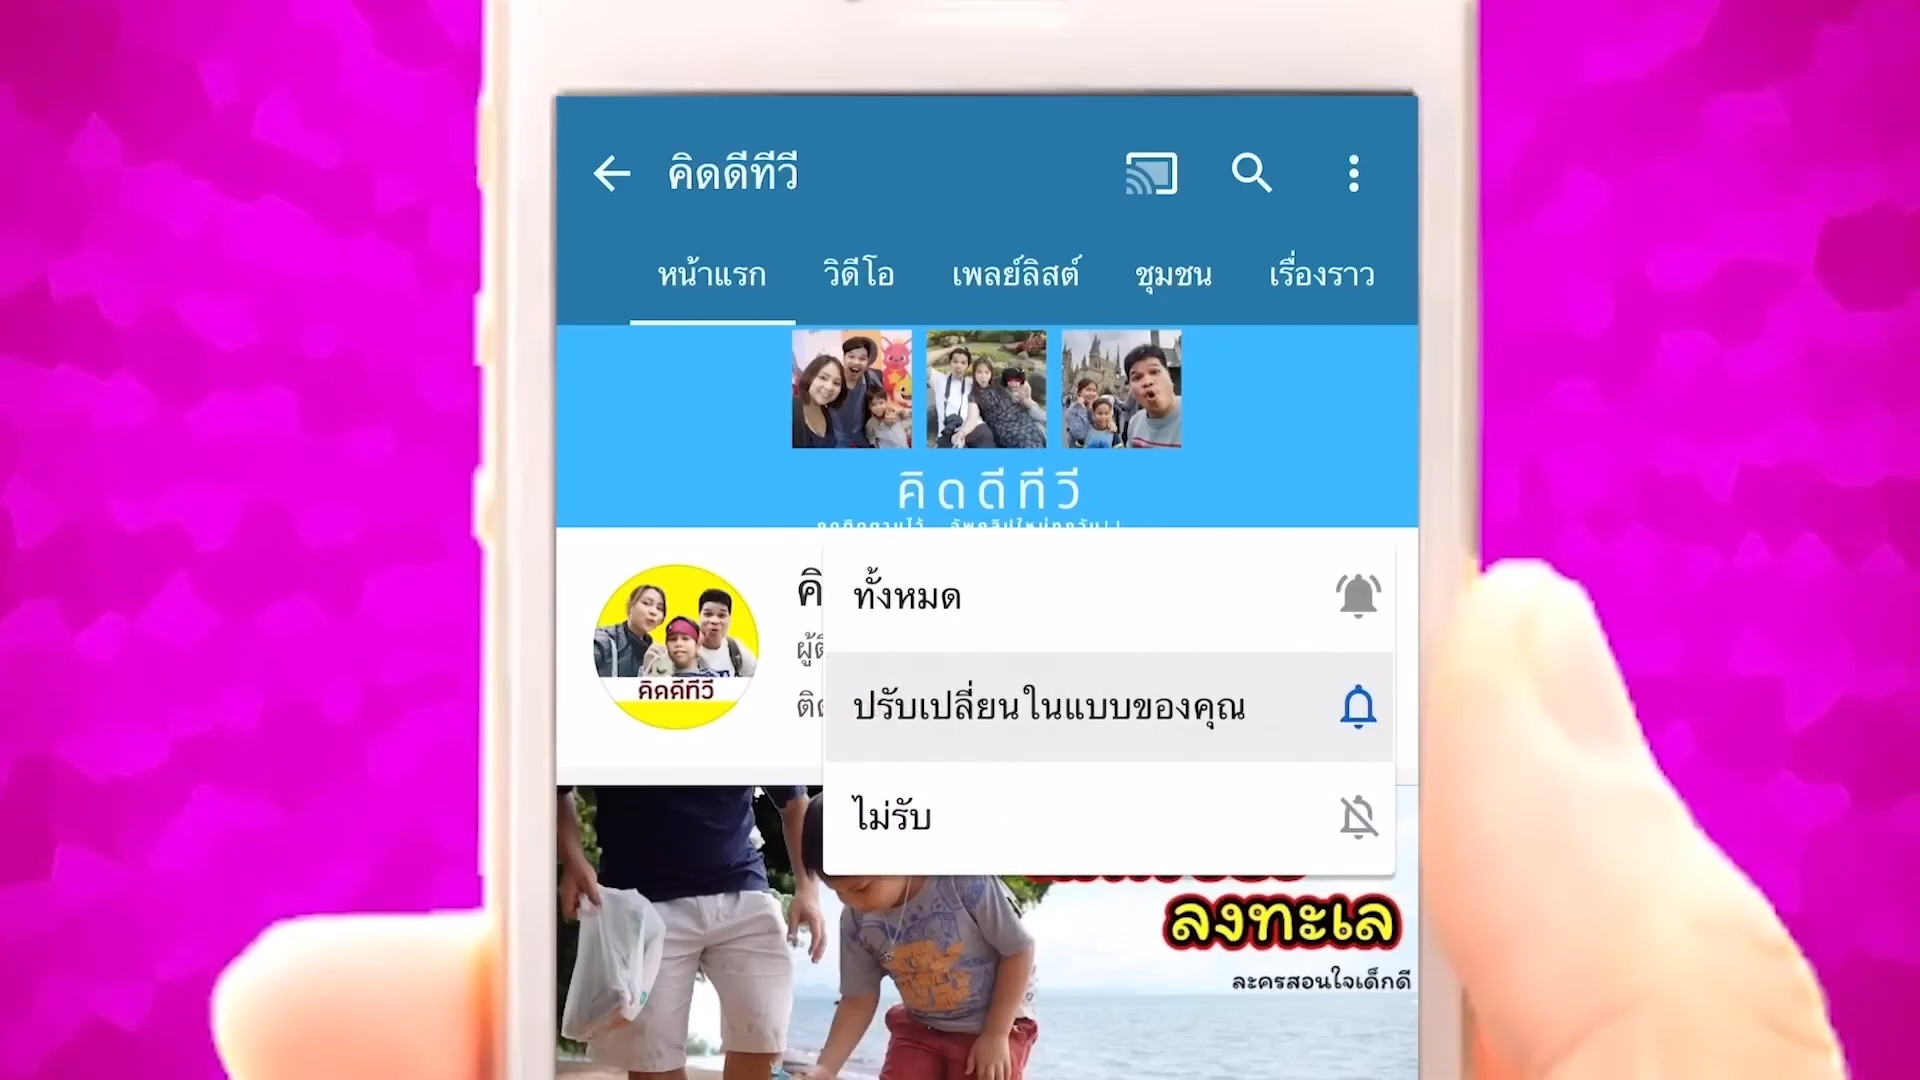 คิดดีทีวี
หน้าแรก วิดีโอ เพลย์ลิสต์ ชุมชน เรื่องราว
คิดดีทีวี
คิดดีทีวี
ทั้งหมด
ปรับเปลี่ยนในแบบของคุณ
ไม่รับ
ลงทะเล
ละครสอนใจเด็กดี